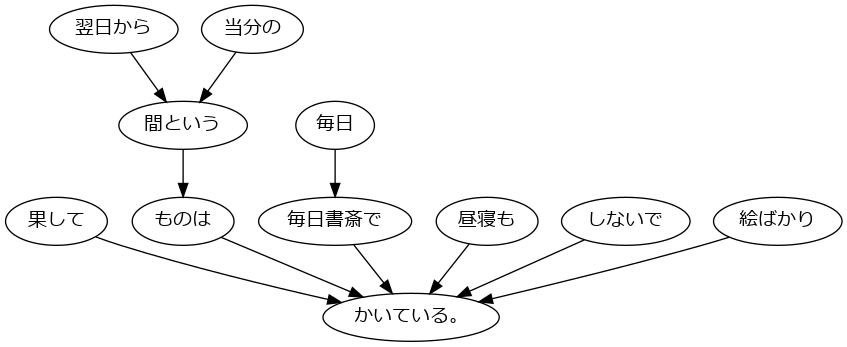 翌日から
当分の
間という
毎日
果して
ものは
毎日書斎で
昼寝も
しないで
絵ばかり
かいている。